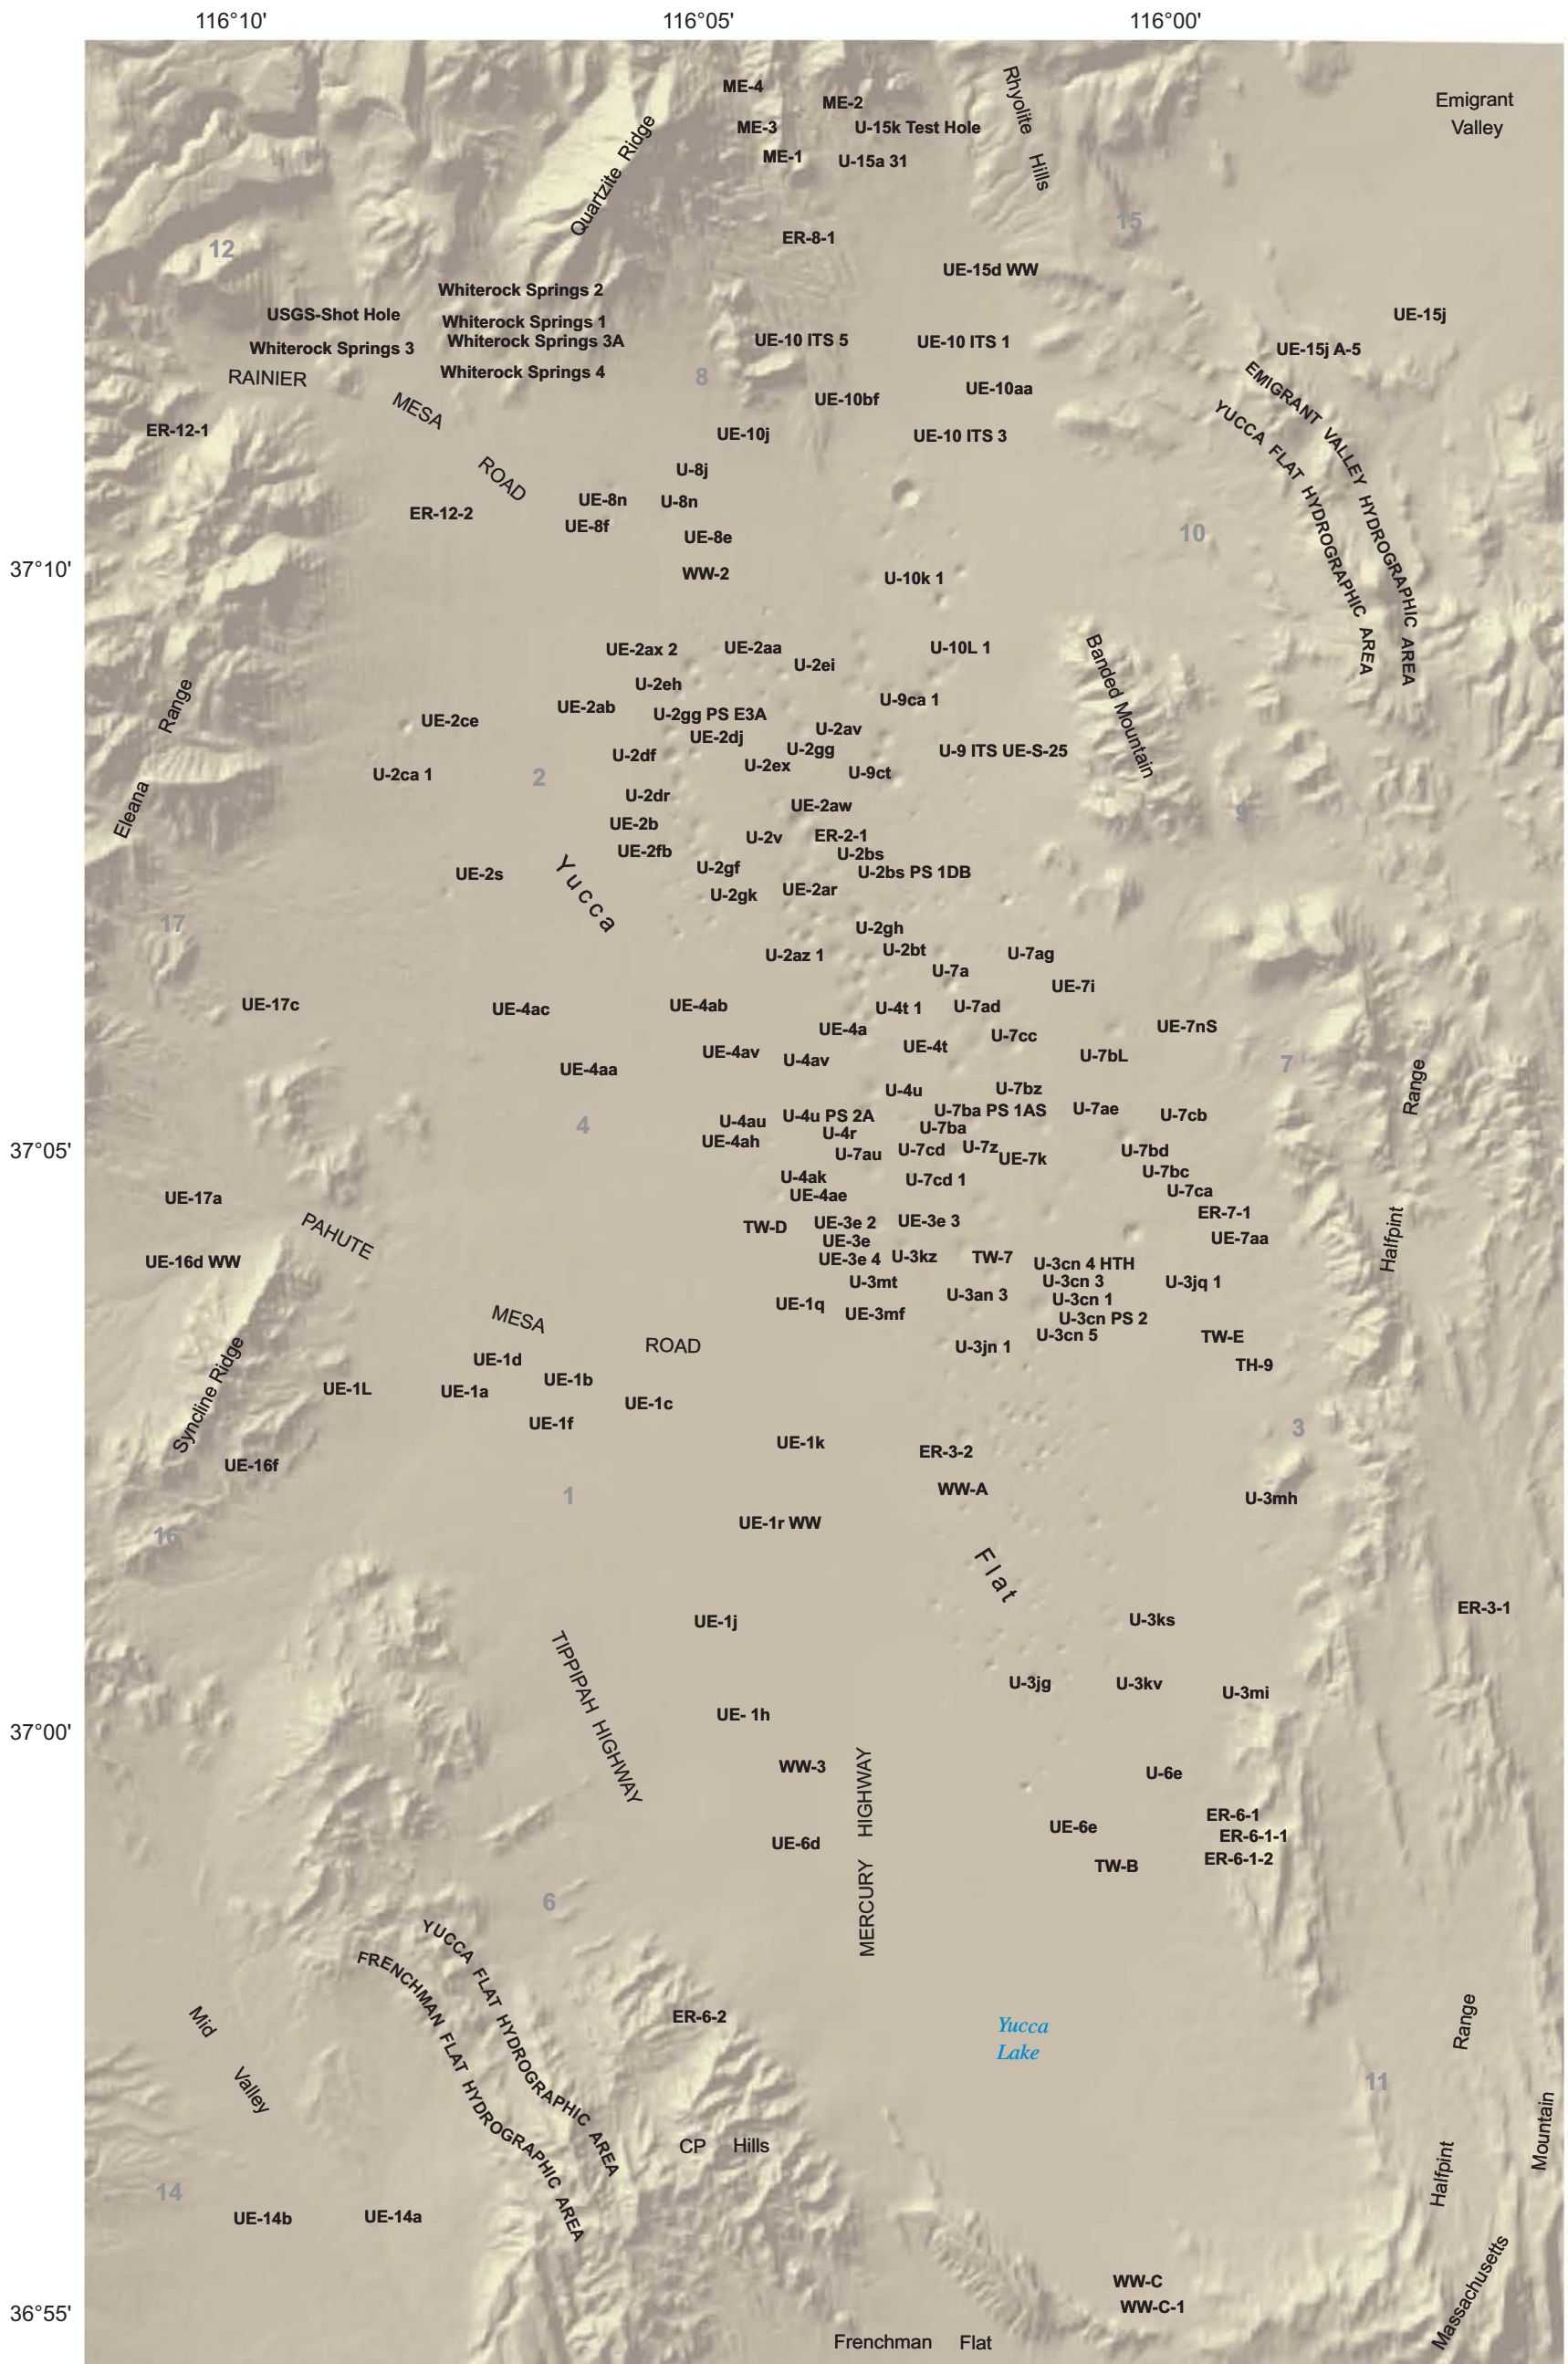 116°10'
116°05'
116°00'
ME-4
ME-2
ME-3
U-15k Test Hole
ME-1
U-15a 31
Rhyolite Hills
Emigrant
Valley
Quartzite Ridge
15
12
ER-8-1
UE-15d WW
Whiterock Springs 2
USGS-Shot Hole
Whiterock Springs 1
UE-15j
Whiterock Springs 3A
UE-10 ITS 5
UE-10 ITS 1
Whiterock Springs 3
UE-15j A-5
Whiterock Springs 4
8
RAINIER MESA ROAD
EMIGRANT VALLEY HYDROGRAPHIC AREA
YUCCA FLAT HYDROGRAPHIC AREA
UE-10aa
UE-10bf
ER-12-1
UE-10j
UE-10 ITS 3
U-8j
UE-8n
U-8n
ER-12-2
UE-8f
UE-8e
10
37°10'
WW-2
U-10k 1
UE-2ax 2
UE-2aa
U-10L 1
U-2ei
Banded Mountain
U-2eh
U-9ca 1
UE-2ab
U-2gg PS E3A
UE-2ce
U-2av
UE-2dj
U-2gg
U-9 ITS UE-S-25
U-2df
U-2ex
U-9ct
U-2ca 1
2
U-2dr
UE-2aw
9
Eleana Range
UE-2b
U-2v
ER-2-1
UE-2fb
U-2bs
U-2gf
U-2bs PS 1DB
UE-2s
Yucca
UE-2ar
U-2gk
17
U-2gh
U-2bt
U-2az 1
U-7ag
U-7a
UE-7i
UE-17c
UE-4ac
UE-4ab
U-4t 1
U-7ad
UE-4a
UE-7nS
U-7cc
UE-4t
UE-4av
U-4av
U-7bL
7
UE-4aa
U-4u
U-7bz
Halfpint Range
U-4u PS 2A
U-7ba PS 1AS
U-7ae
U-7cb
U-4au
4
U-7ba
U-4r
UE-4ah
37°05'
U-7au
U-7cd
U-7z
UE-7k
U-7bd
U-7bc
U-4ak
U-7cd 1
U-7ca
UE-4ae
UE-17a
ER-7-1
TW-D
UE-3e 2
UE-3e 3
PAHUTE MESA ROAD
UE-3e
UE-7aa
UE-16d WW
UE-3e 4
U-3kz
TW-7
U-3cn 4 HTH
U-3mt
U-3cn 3
U-3jq 1
U-3an 3
U-3cn 1
UE-1q
UE-3mf
U-3cn PS 2
U-3cn 5
TW-E
U-3jn 1
UE-1d
TH-9
UE-1b
UE-1L
UE-1a
UE-1c
Syncline Ridge
UE-1f
3
UE-1k
ER-3-2
UE-16f
WW-A
1
U-3mh
UE-1r WW
16
Flat
ER-3-1
UE-1j
U-3ks
TIPPIPAH HIGHWAY
U-3jg
U-3kv
U-3mi
UE- 1h
37°00'
WW-3
U-6e
MERCURY HIGHWAY
ER-6-1
UE-6e
ER-6-1-1
UE-6d
ER-6-1-2
TW-B
6
YUCCA FLAT HYDROGRAPHIC AREA
FRENCHMAN FLAT HYDROGRAPHIC AREA
ER-6-2
Yucca
Lake
Mid Valley
11
Halfpint Range
CP Hills
14
UE-14b
UE-14a
Massachusetts Mountain
WW-C
WW-C-1
36°55'
Frenchman Flat